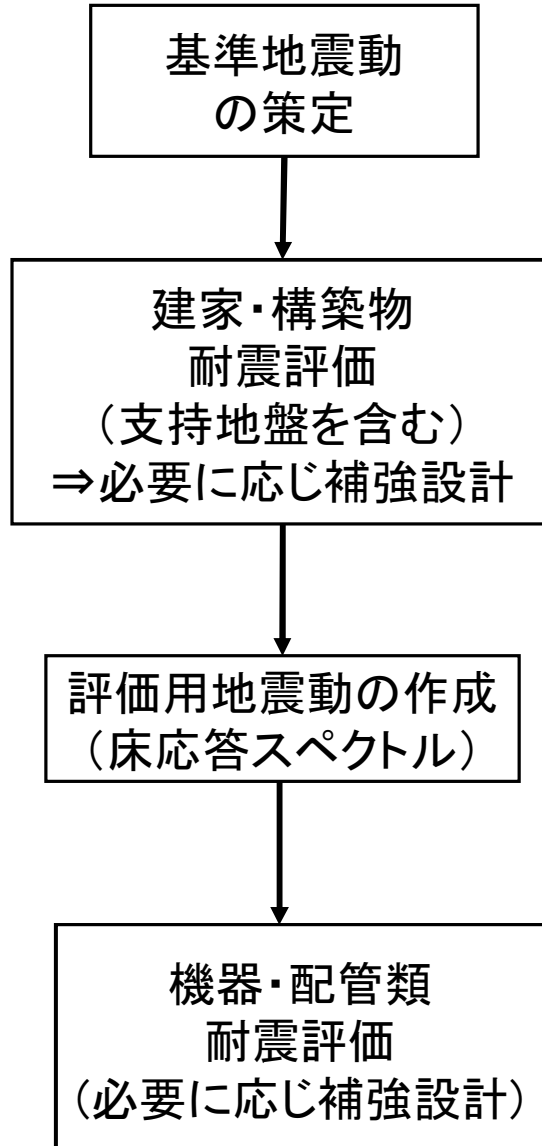 基準地震動
の策定
建家・構築物
耐震評価
（支持地盤を含む）
⇒必要に応じ補強設計
評価用地震動の作成
（床応答スペクトル）
機器・配管類
耐震評価
（必要に応じ補強設計）